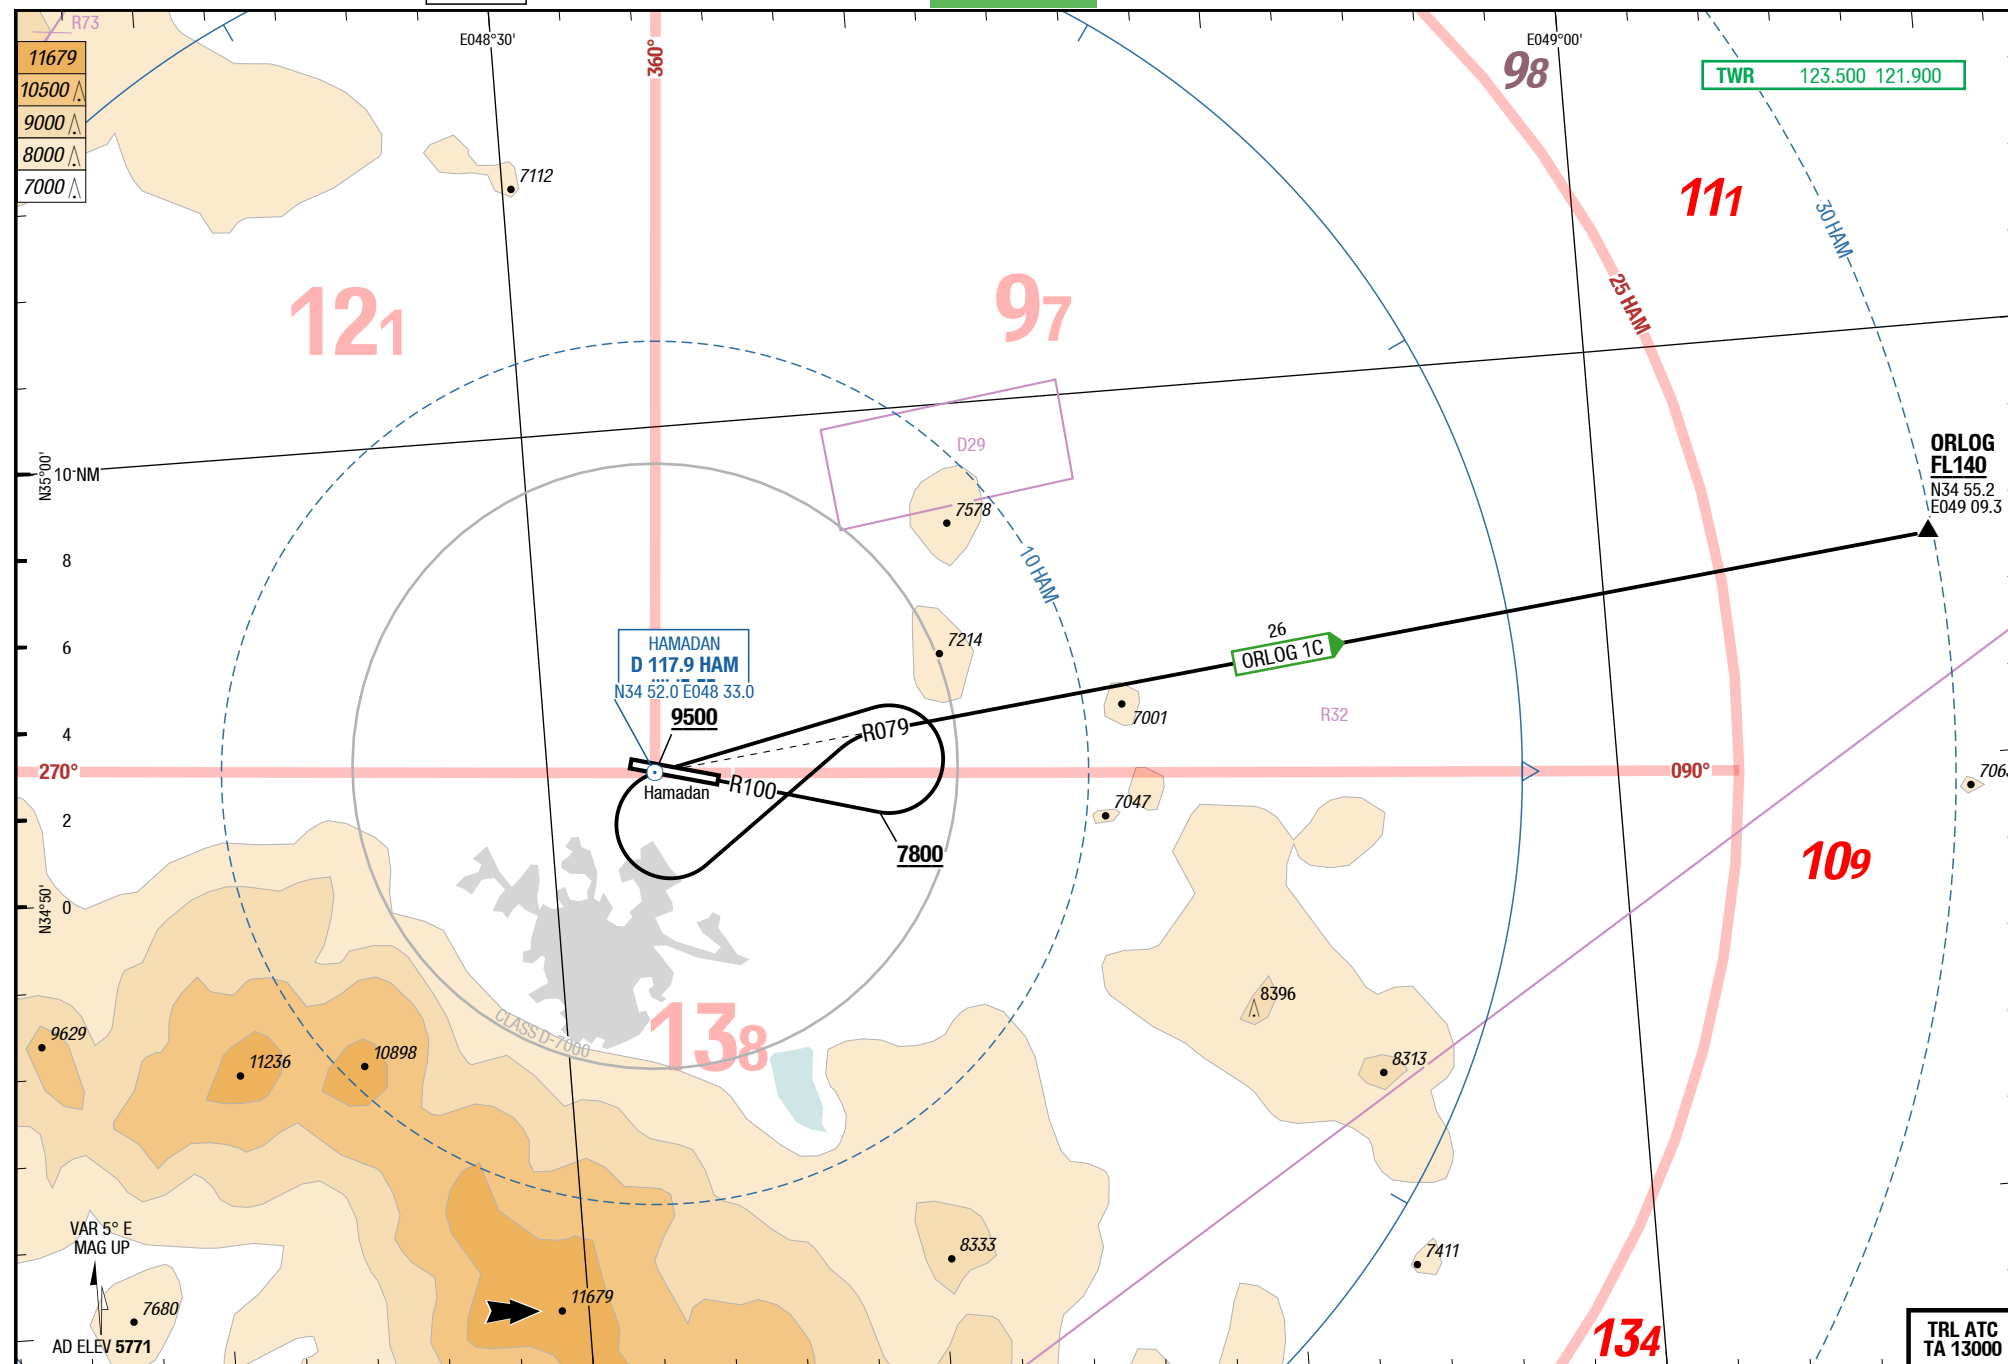 R73
E048°30'
360°
E049°00'
98
TWR 123.500 121.900
11679
10500
9000
8000
7000
7112
111
30 HAM
121
97
25 HAM
D29
ORLOG
FL140
N34 55.2
E049 09.3
N35°00'
10 NM
7578
10 HAM
8
HAMADAN
D 117.9 HAM
N34 52.0 E048 33.0
6
7214
26
ORLOG 1C
9500
R079
7001
R32
4
270°
090°
Hamadan
R100
7047
2
7800
109
N34°50'
0
CLASS D-7000
138
8396
9629
11236
10898
8313
VAR 5° E
MAG UP
8333
7411
7680
11679
AD ELEV 5771
134
TRL ATC
TA 13000